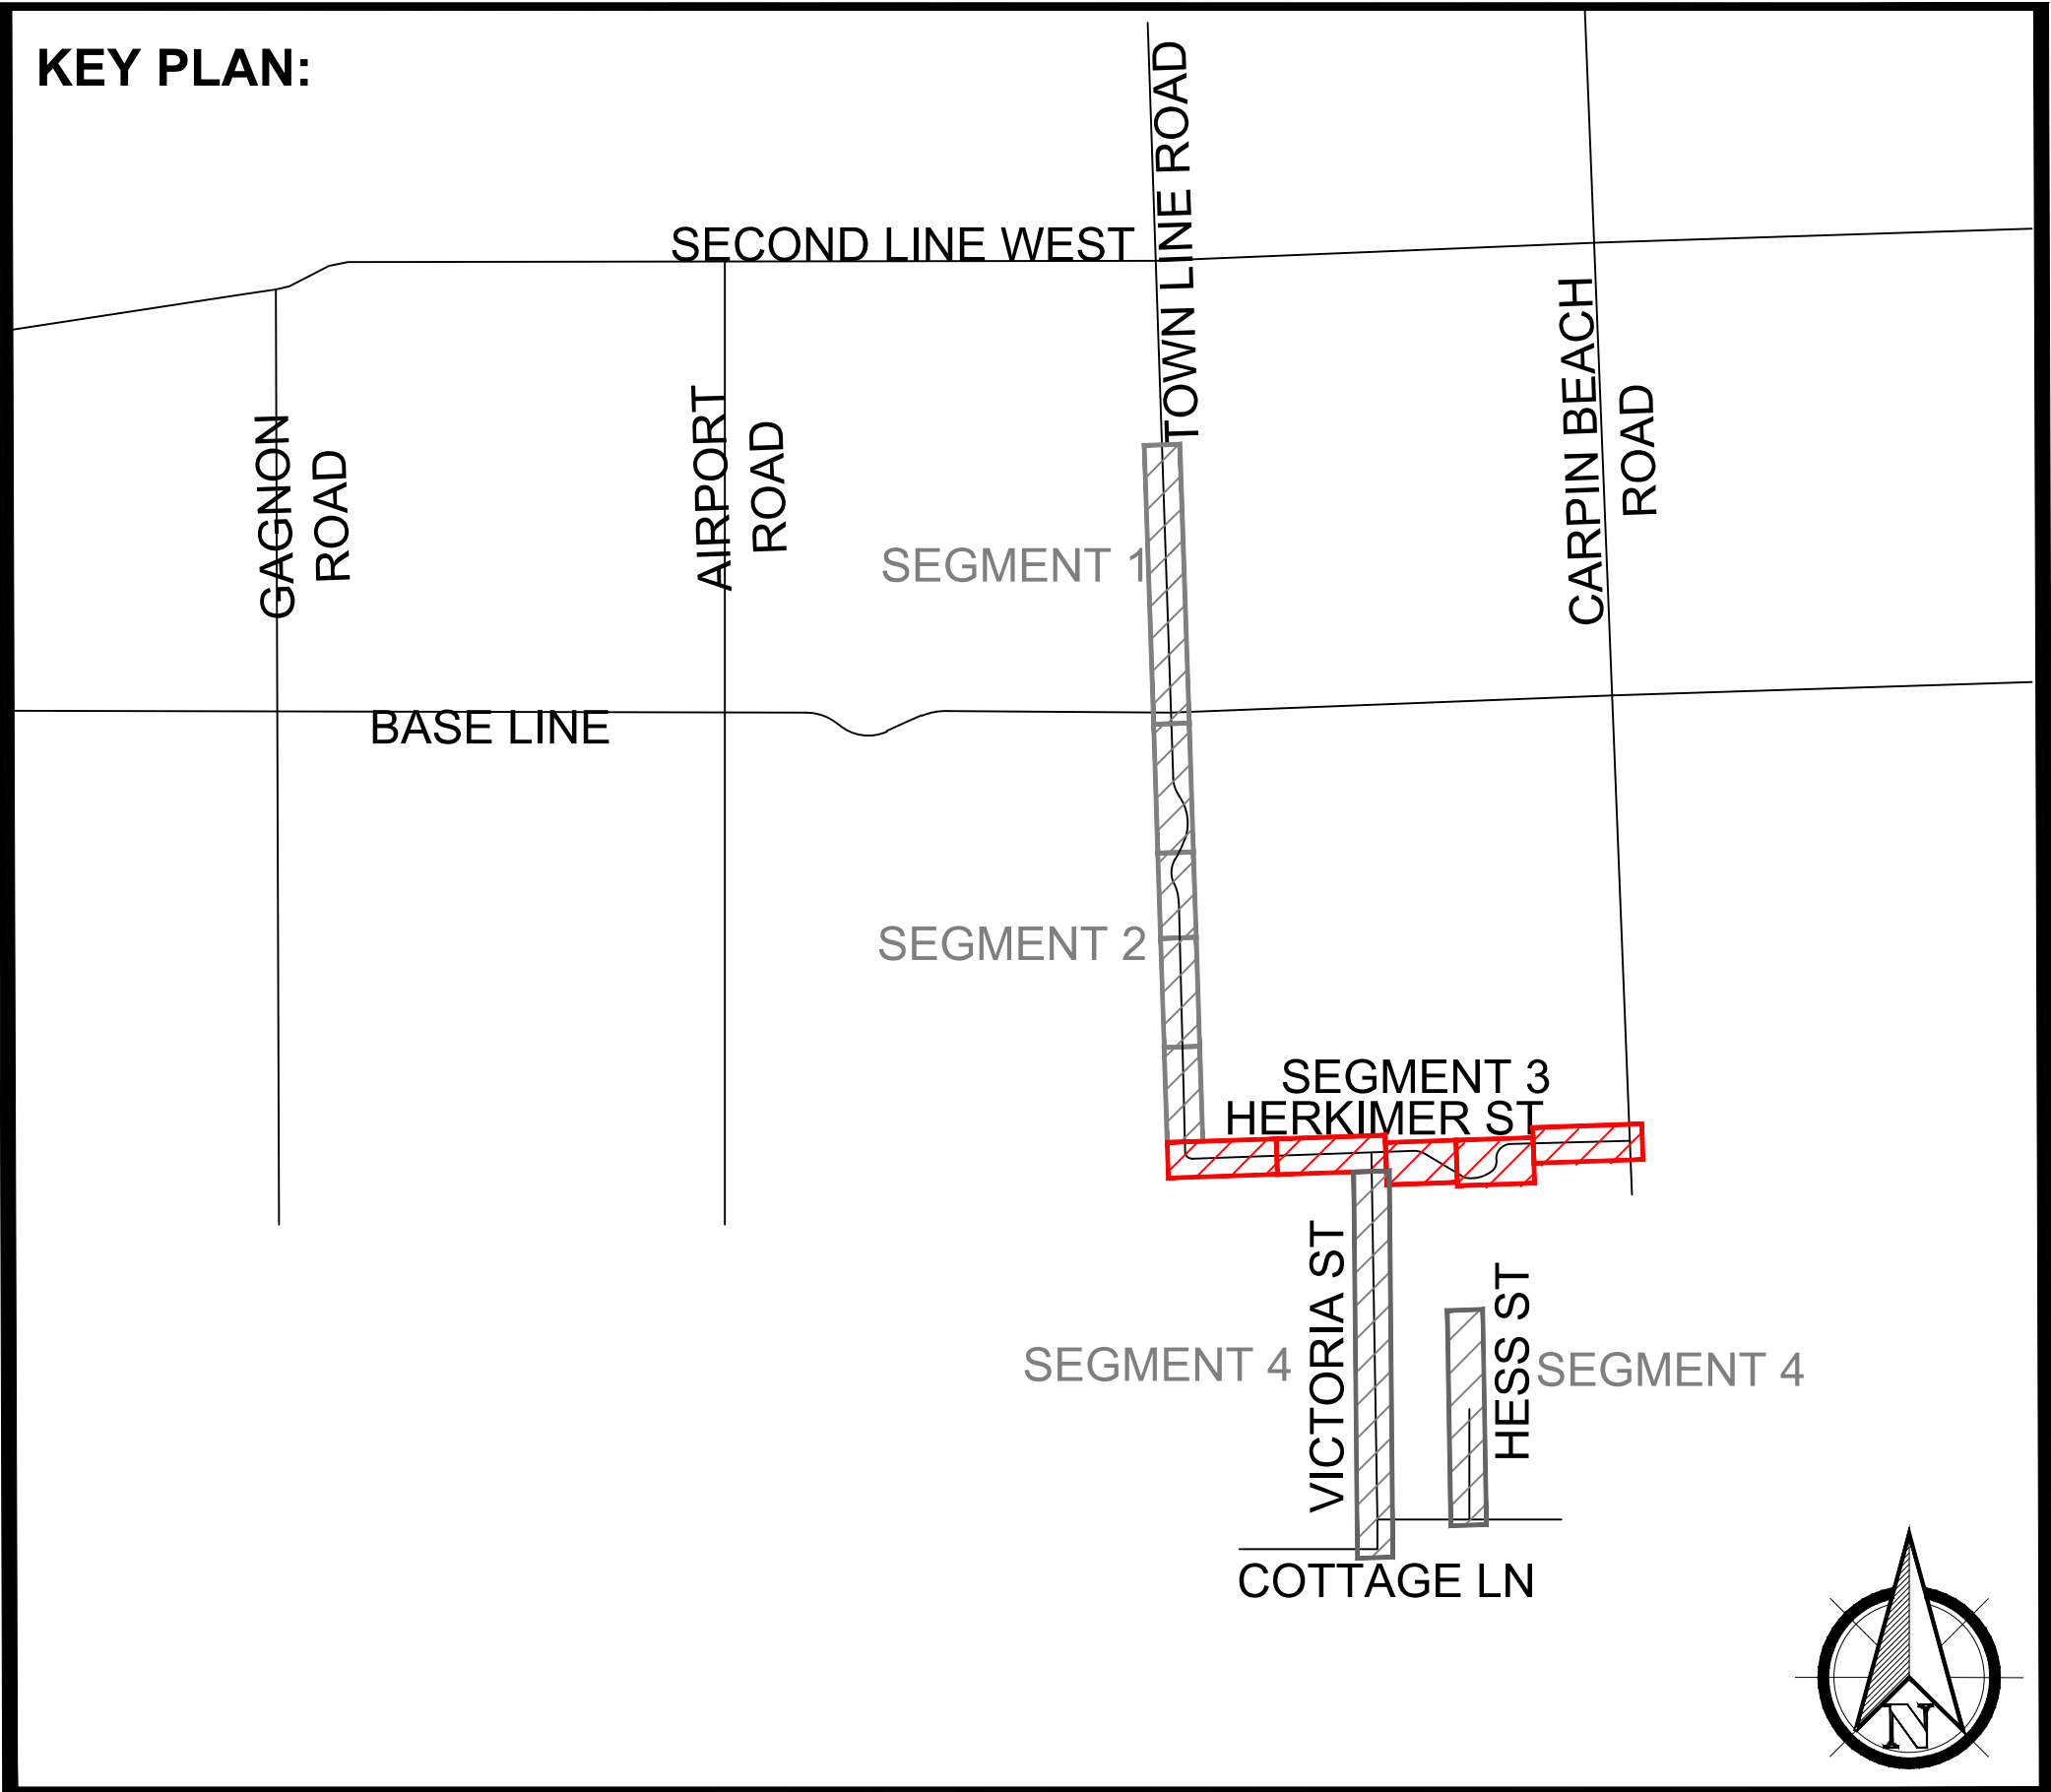 KEY PLAN:
TOWN LINE ROAD
SECOND LINE WEST
CARPIN BEACH
ROAD
GAGNON
ROAD
AIRPORT
ROAD
SEGMENT 1
BASE LINE
SEGMENT 2
SEGMENT 3
HERKIMER ST
VICTORIA ST
HESS ST
SEGMENT 4
SEGMENT 4
COTTAGE LN
N